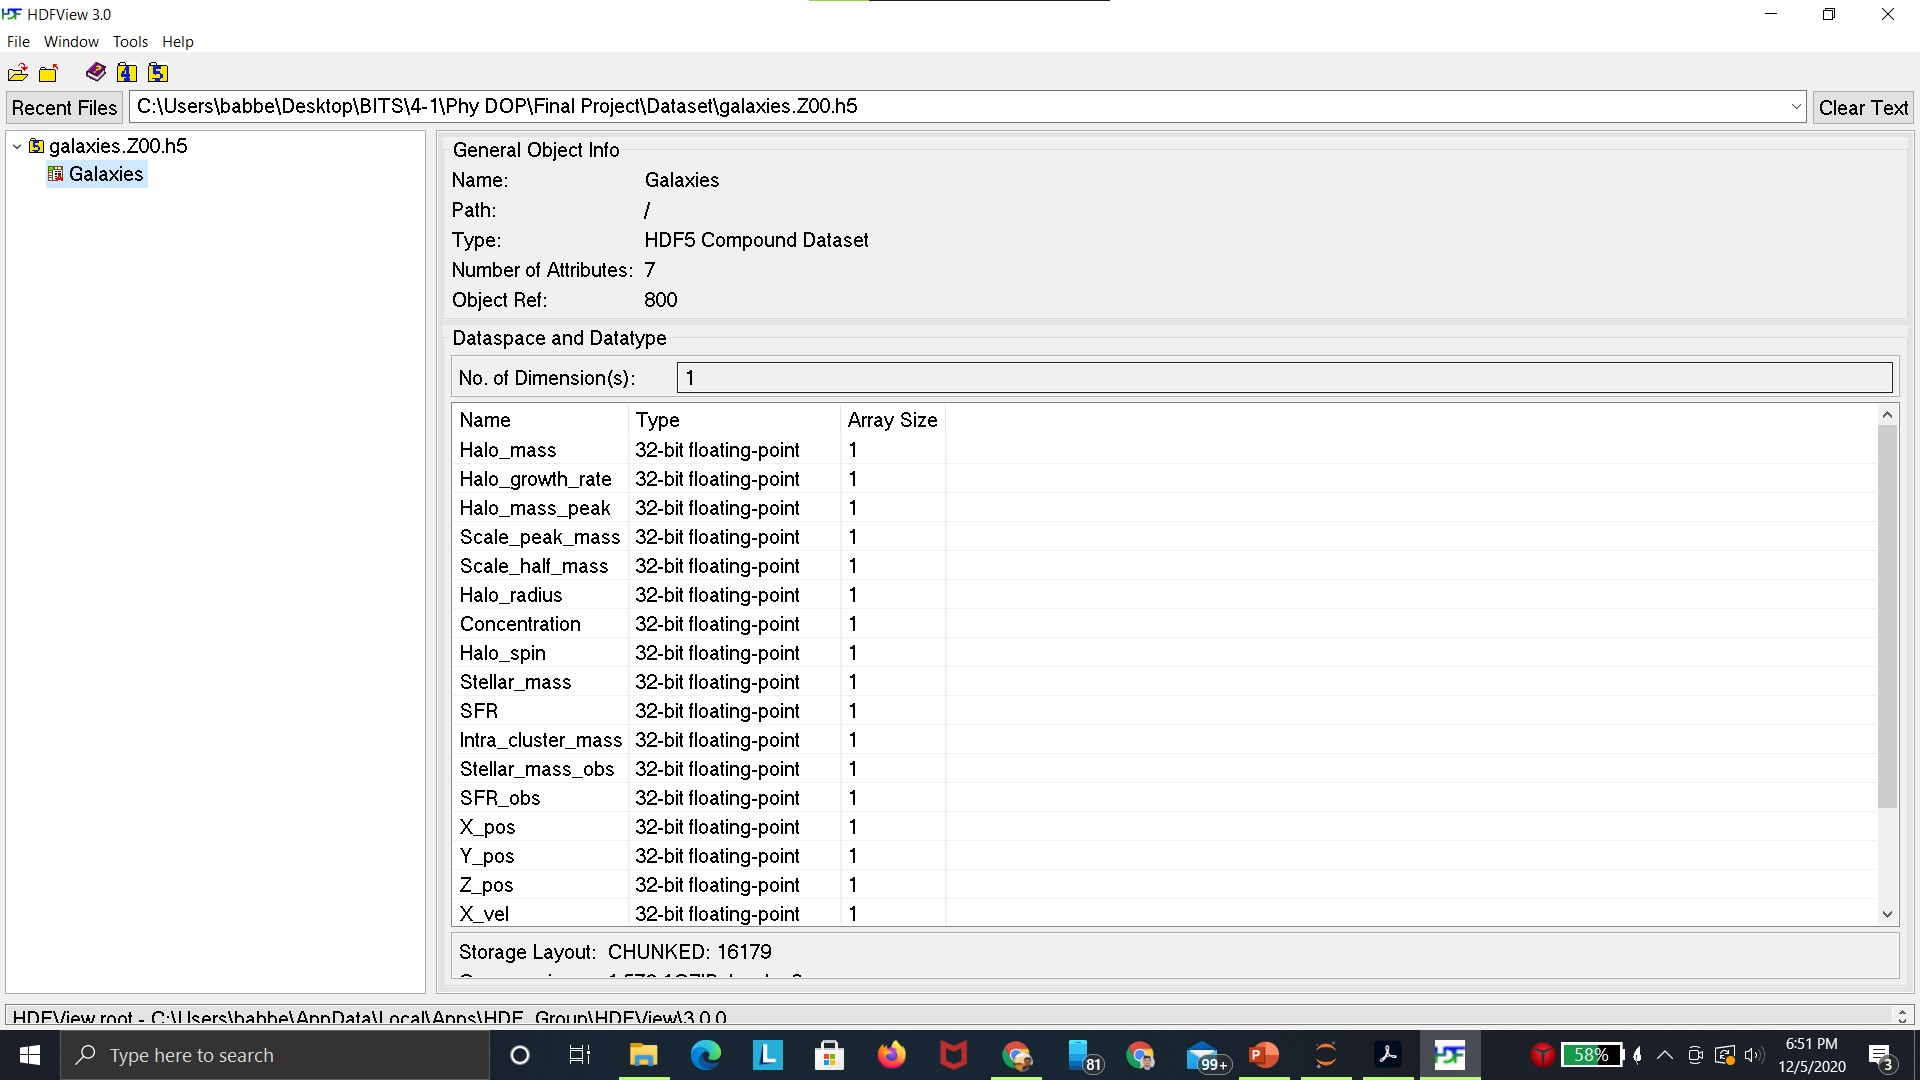 HDFView 3.0
File Window Tools Help
Recent Files C:\Users\babbe\Desktop\BITS\4-1\Phy DOP\Final Project\Dataset\galaxies.Z00.h5 Clear Text
galaxies.Z00.h5
Galaxies
General Object Info
Name: Galaxies
Path: /
Type: HDF5 Compound Dataset
Number of Attributes: 7
Object Ref: 800
Dataspace and Datatype
No. of Dimension(s): 1
Name Type Array Size
Halo_mass 32-bit floating-point 1
Halo_growth_rate 32-bit floating-point 1
Halo_mass_peak 32-bit floating-point 1
Scale_peak_mass 32-bit floating-point 1
Scale_half_mass 32-bit floating-point 1
Halo_radius 32-bit floating-point 1
Concentration 32-bit floating-point 1
Halo_spin 32-bit floating-point 1
Stellar_mass 32-bit floating-point 1
SFR 32-bit floating-point 1
Intra_cluster_mass 32-bit floating-point 1
Stellar_mass_obs 32-bit floating-point 1
SFR_obs 32-bit floating-point 1
X_pos 32-bit floating-point 1
Y_pos 32-bit floating-point 1
Z_pos 32-bit floating-point 1
X_vel 32-bit floating-point 1
Storage Layout: CHUNKED: 16179
HDFView root - C:\Users\babbe\AppData\Local\Apps\HDF_Group\HDFView\3.0.0
Type here to search
81
99+
58%
6:51 PM
12/5/2020
3